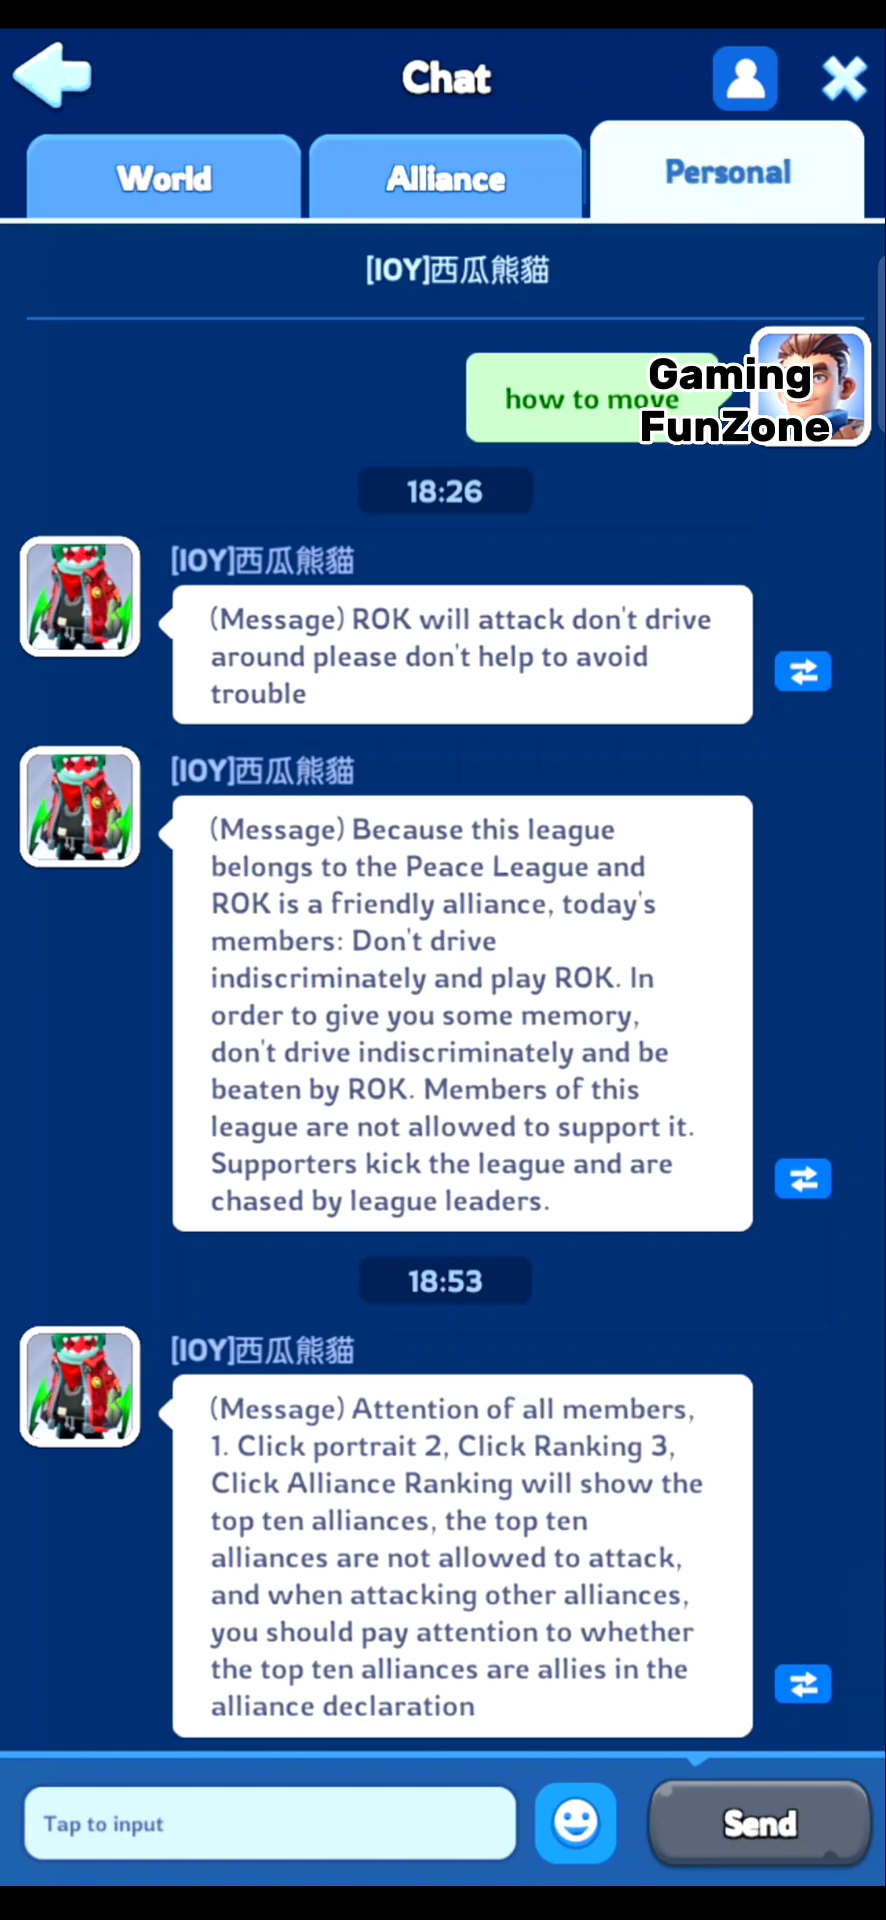 Chat
World
Alliance
Personal
[IOY]西瓜熊貓
how to move
Gaming
FunZone
18:26
[IOY]西瓜熊貓
(Message) ROK will attack don't drive
around please don't help to avoid
trouble
[IOY]西瓜熊貓
(Message) Because this league
belongs to the Peace League and
ROK is a friendly alliance, today's
members: Don't drive
indiscriminately and play ROK. In
order to give you some memory,
don't drive indiscriminately and be
beaten by ROK. Members of this
league are not allowed to support it.
Supporters kick the league and are
chased by league leaders.
18:53
[IOY]西瓜熊貓
(Message) Attention of all members,
1. Click portrait 2, Click Ranking 3,
Click Alliance Ranking will show the
top ten alliances, the top ten
alliances are not allowed to attack,
and when attacking other alliances,
you should pay attention to whether
the top ten alliances are allies in the
alliance declaration
Tap to input
Send